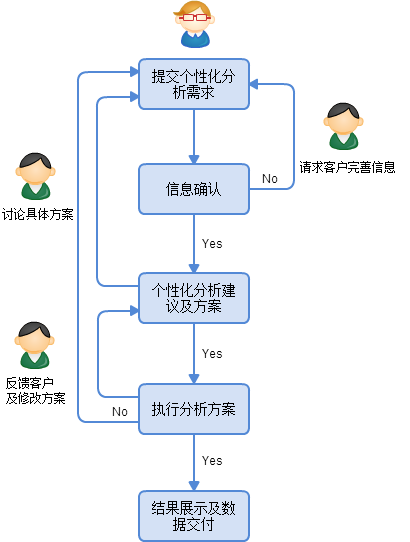 提交个性化分
析需求
请求客户完善信息
No
信息确认
讨论具体方案
Yes
个性化分析建
议及方案
Yes
反馈客户
及修改方案
执行分析方案
No
Yes
结果展示及数
据交付